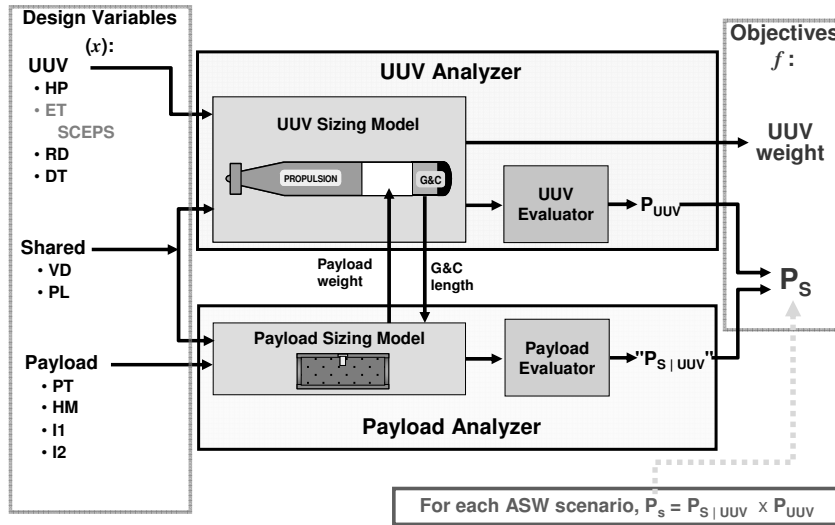 Design Variables
(x):
UUV
• HP
• ET
SCEPS
• RD
• DT
Shared
• VD
• PL
Payload
• PT
• HM
• I1
• I2
UUV Analyzer
UUV Sizing Model
PROPULSION
G&C
UUV
Evaluator
P_UUV
Payload
weight
G&C
length
Payload Sizing Model
Payload
Evaluator
"P_S | UUV"
Payload Analyzer
Objectives
f :
UUV
weight
P_S
For each ASW scenario, P_s = P_S | UUV x P_UUV